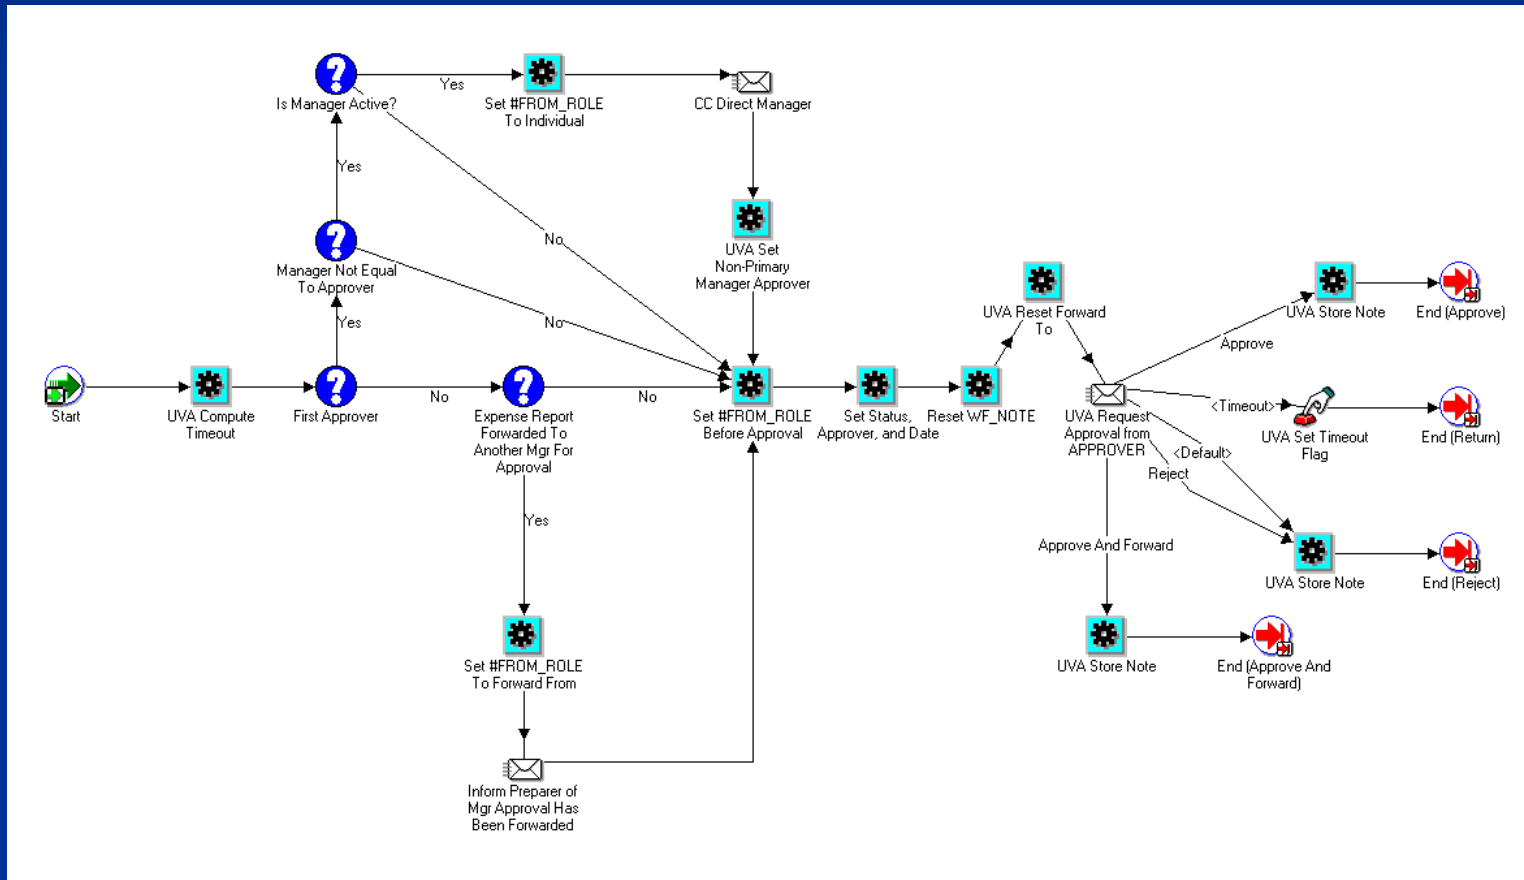 Is Manager Active?
Yes
Set #FROM_ROLE
To Individual
CC Direct Manager
Yes
No
Manager Not Equal
To Approver
UVA Set
Non-Primary
Manager Approver
Yes
No
Start
UVA Compute
Timeout
First Approver
No
Expense Report
Forwarded To
Another Mgr For
Approval
No
Set #FROM_ROLE
Before Approval
Set Status,
Approver, and Date
Reset WF_NOTE
UVA Reset Forward
To
UVA Request
Approval from
APPROVER
Approve
UVA Store Note
End (Approve)
<Timeout>
UVA Set Timeout
Flag
End (Return)
<Default>
Reject
UVA Store Note
End (Reject)
Approve And Forward
UVA Store Note
End (Approve And
Forward)
Yes
Set #FROM_ROLE
To Forward From
Inform Preparer of
Mgr Approval Has
Been Forwarded